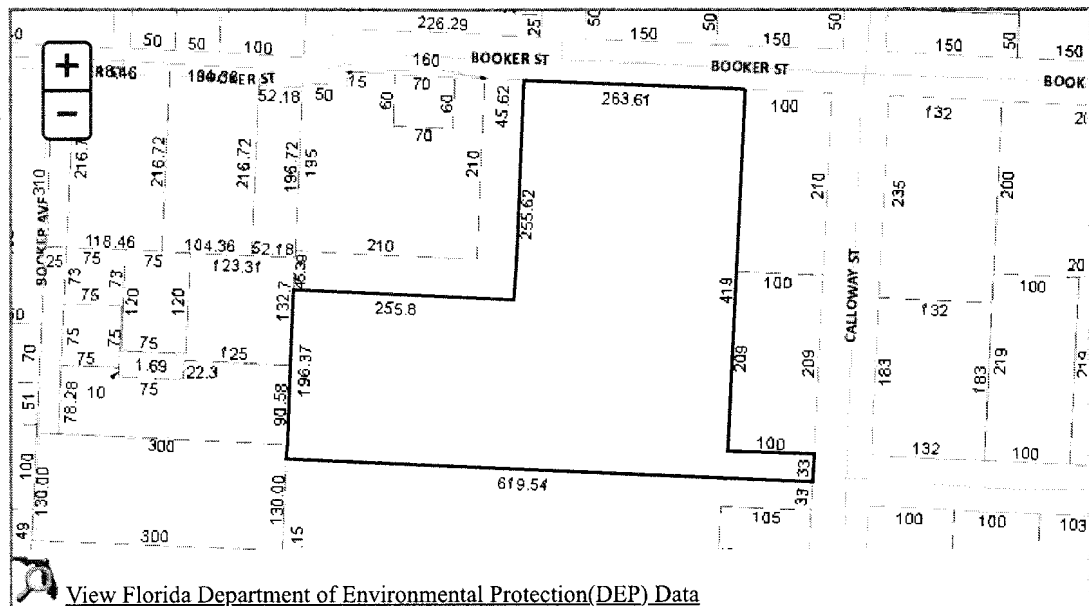 226.29 25 50 50 50
50 50 100 150 150 150 150
BOOKER ST BOOKER ST BOOK
160
+
−
ST
52.18 50 15 70 263.61 100 132
60 60 45.62
70
216.72 216.72 196.72 195 210 210 235 200
310
BOOKER AVE
255.62
118.46 104.36 52.18 210
25 75 75 123.31 45.39
73 73 419 100 132 100
75 120 120 132.7 255.8
CALLOWAY ST
75 75 75 196.37 209 209 183 183 219 219
70 75 1.69 125
75 22.3
10 78.28 90.58
51
300 100 132 100
100 130.00 130.00 619.54 33
33
105 100 100 103
49 300 .15
View Florida Department of Environmental Protection(DEP) Data